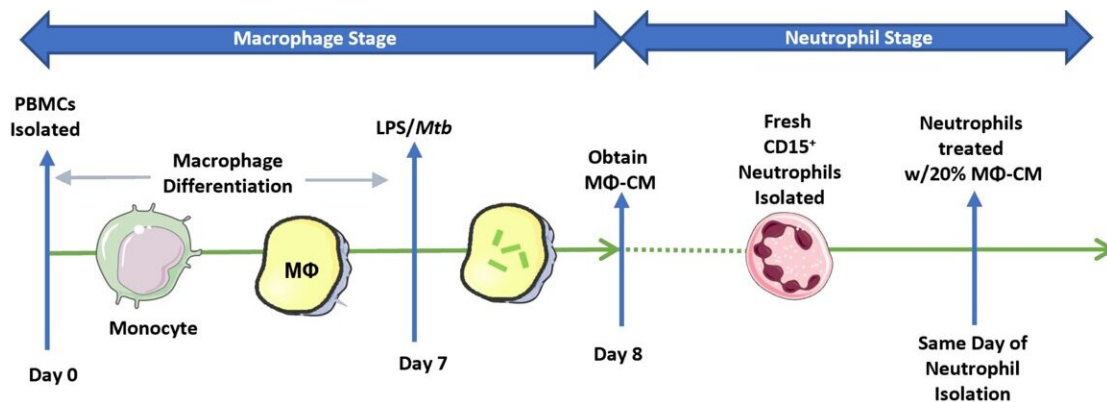 Macrophage Stage
Neutrophil Stage
PBMCs
Isolated
Macrophage
Differentiation
LPS/Mtb
Obtain
MΦ-CM
Fresh
CD15⁺
Neutrophils
Isolated
Neutrophils
treated
w/20% MΦ-CM
MΦ
Monocyte
Day 0
Day 7
Day 8
Same Day of
Neutrophil
Isolation